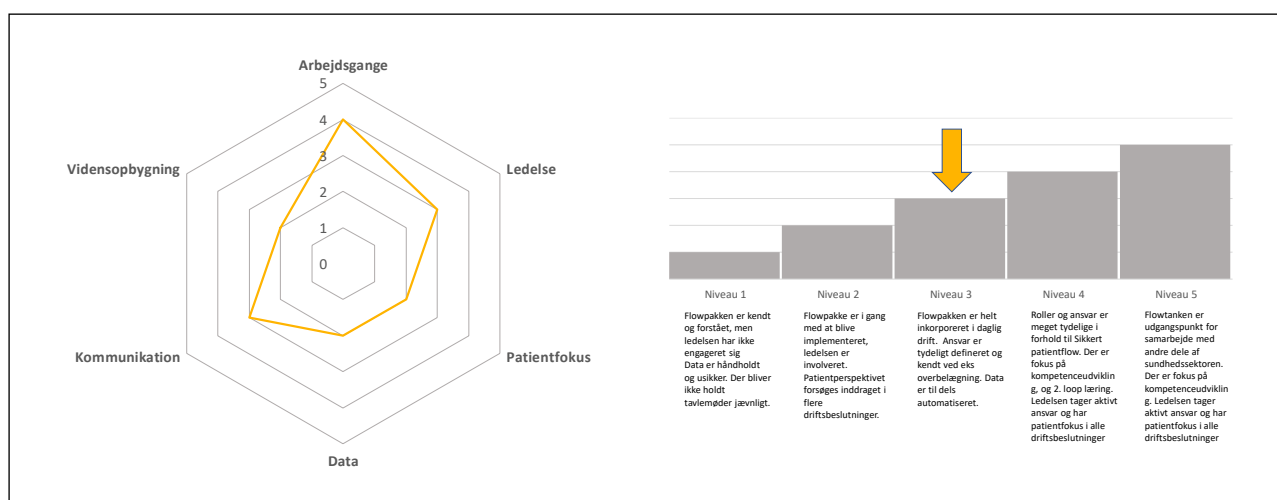 Arbejdsgange
5
4
3
2
1
0
Ledelse
Patientfokus
Data
Kommunikation
Vidensopbygning
Niveau 1
Flowpakken er kendt
og forstået, men
ledelsen har ikke
engageret sig
Data er håndholdt
og usikker. Der bliver
ikke holdt
tavlemøder jævnligt.
Niveau 2
Flowpakke er i gang
med at blive
implementeret,
ledelsen er
involveret.
Patientperspektivet
forsøges inddraget i
flere
driftsbeslutninger.
Niveau 3
Flowpakken er helt
inkorporeret i daglig
drift.  Ansvar er
tydeligt defineret og
kendt ved eks
overbelægning. Data
er til dels
automatiseret.
Niveau 4
Roller og ansvar er
meget tydelige i
forhold til Sikkert
patientflow. Der er
fokus på
kompetenceudviklin
g, og 2. loop læring.
Ledelsen tager aktivt
ansvar og har
patientfokus i alle
driftsbeslutninger
Niveau 5
Flowtanken er
udgangspunkt for
samarbejde med
andre dele af
Sundhedssektoren.
Der er fokus på
kompetenceudviklin
g. Ledelsen tager
aktivt ansvar og har
patientfokus i alle
driftsbeslutninger